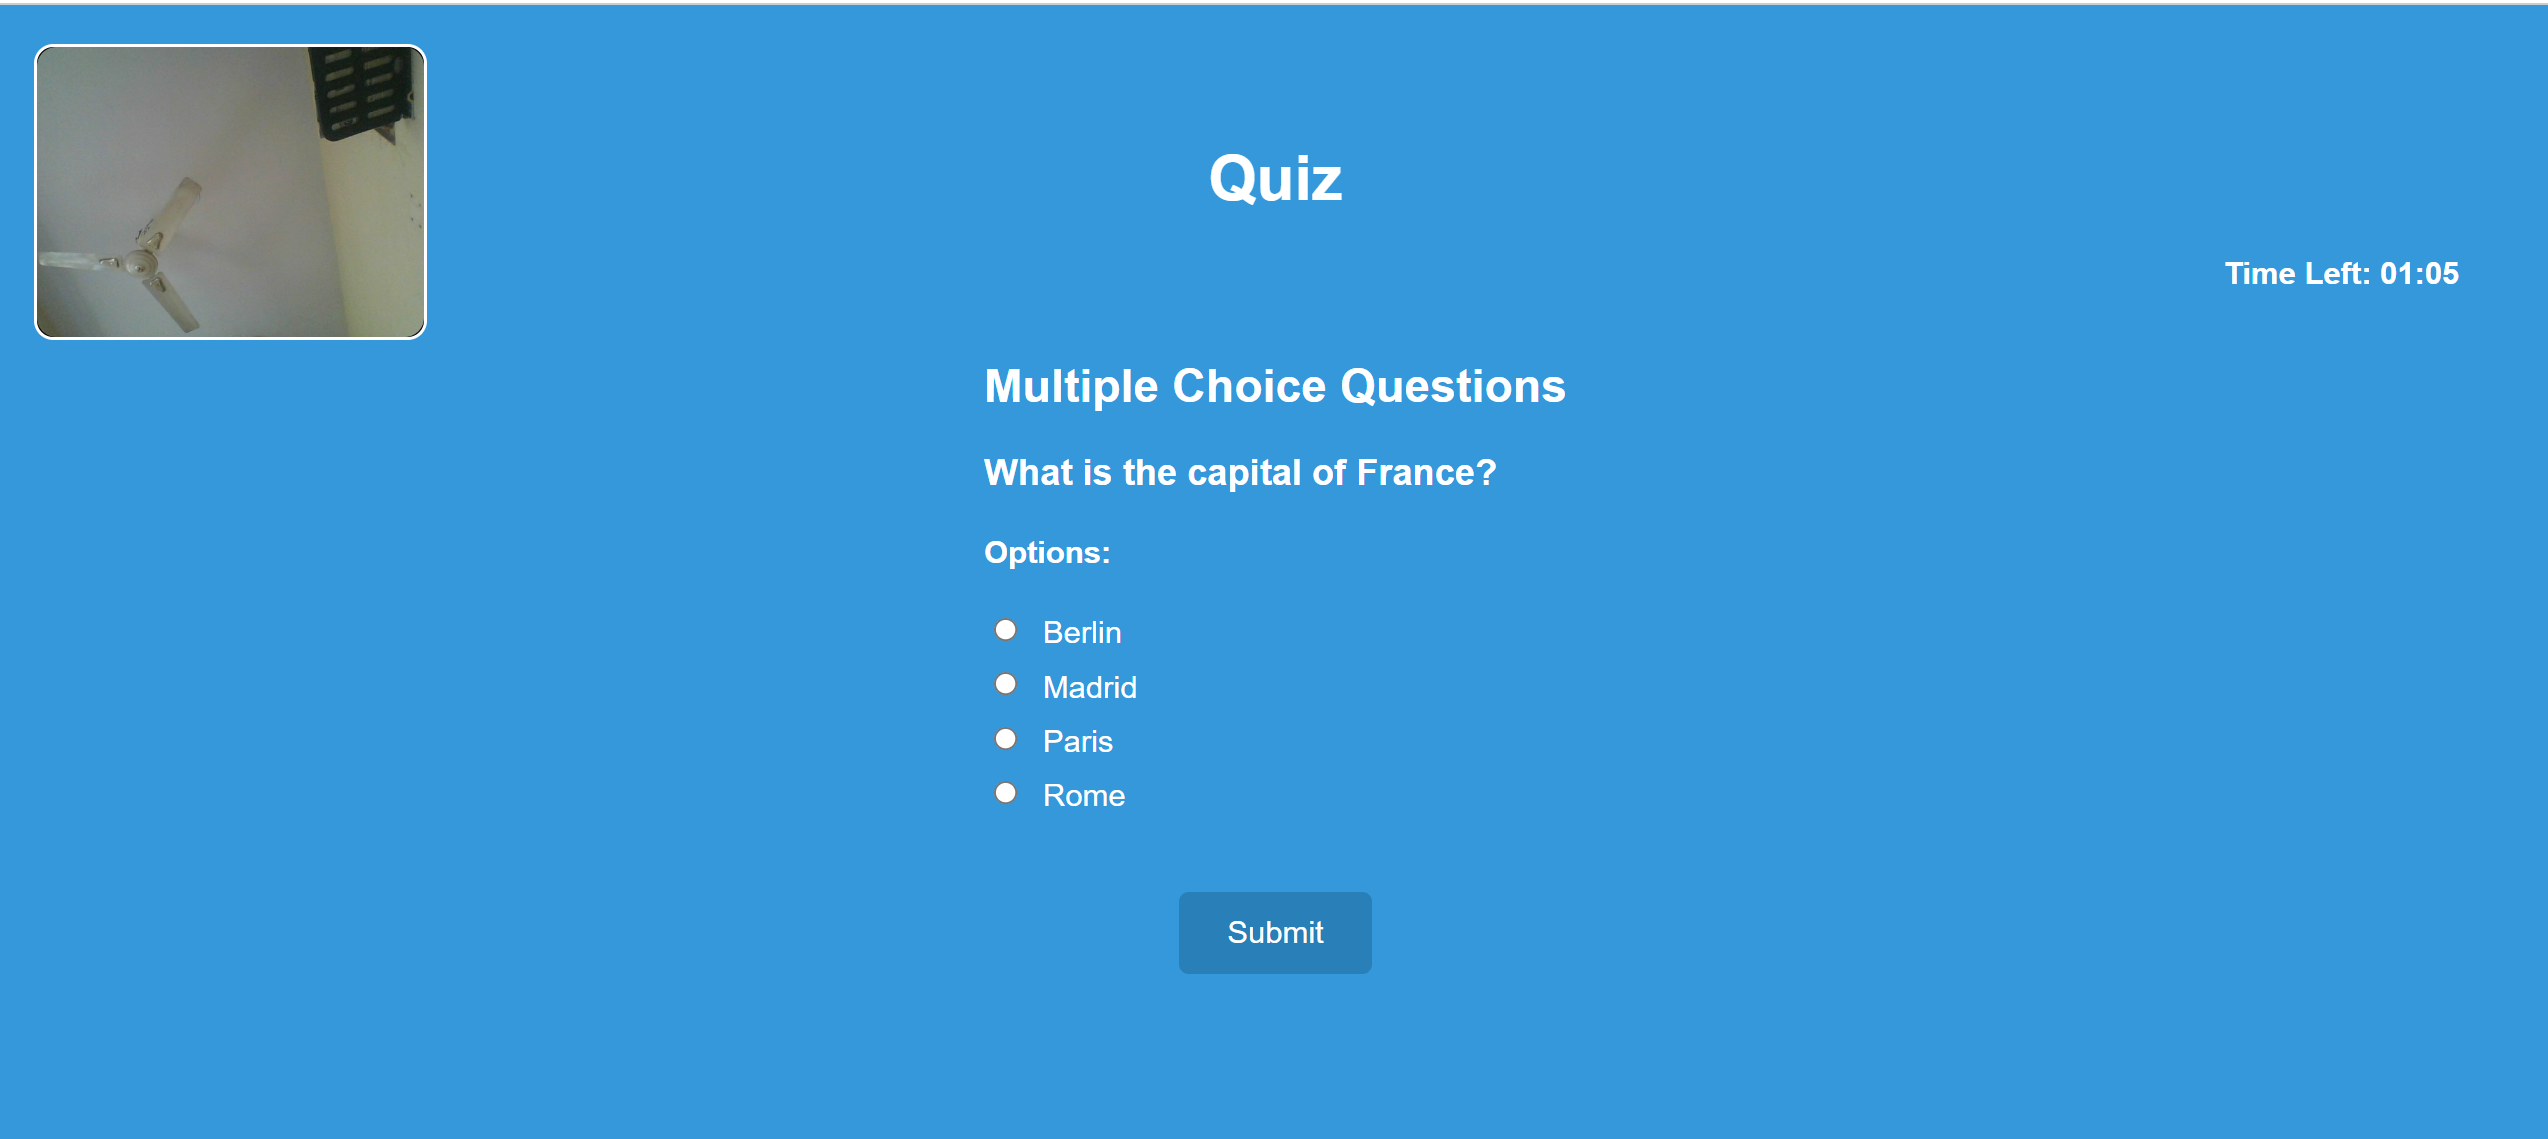 Quiz
Time Left: 01:05
Multiple Choice Questions
What is the capital of France?
Options:
Berlin
Madrid
Paris
Rome
Submit